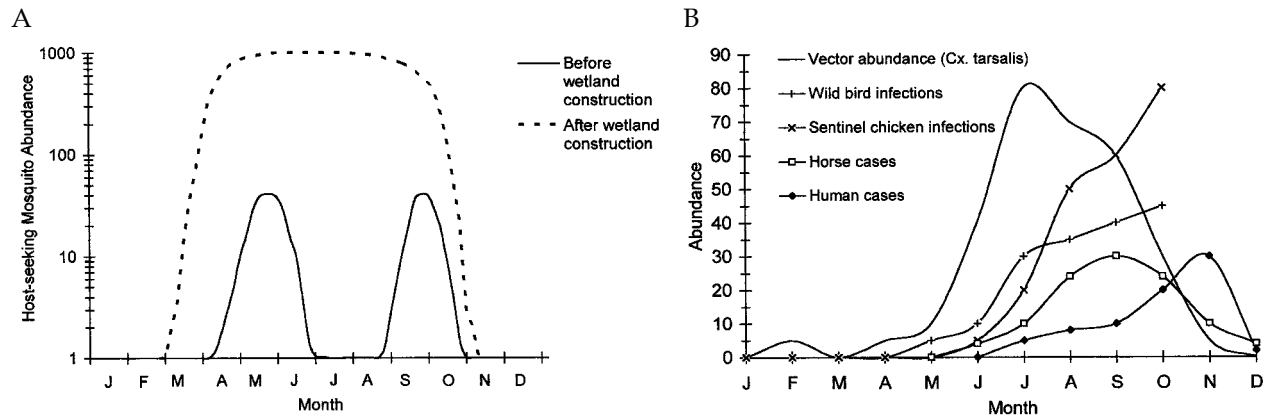 A
Host-seeking Mosquito Abundance
1000
100
10
1
J F M A M J J A S O N D
Month
Before
wetland
construction
After wetland
construction
B
Abundance
90
80
70
60
50
40
30
20
10
0
J F M A M J J A S O N D
Month
Vector abundance (Cx. tarsalis)
Wild bird infections
Sentinel chicken infections
Horse cases
Human cases